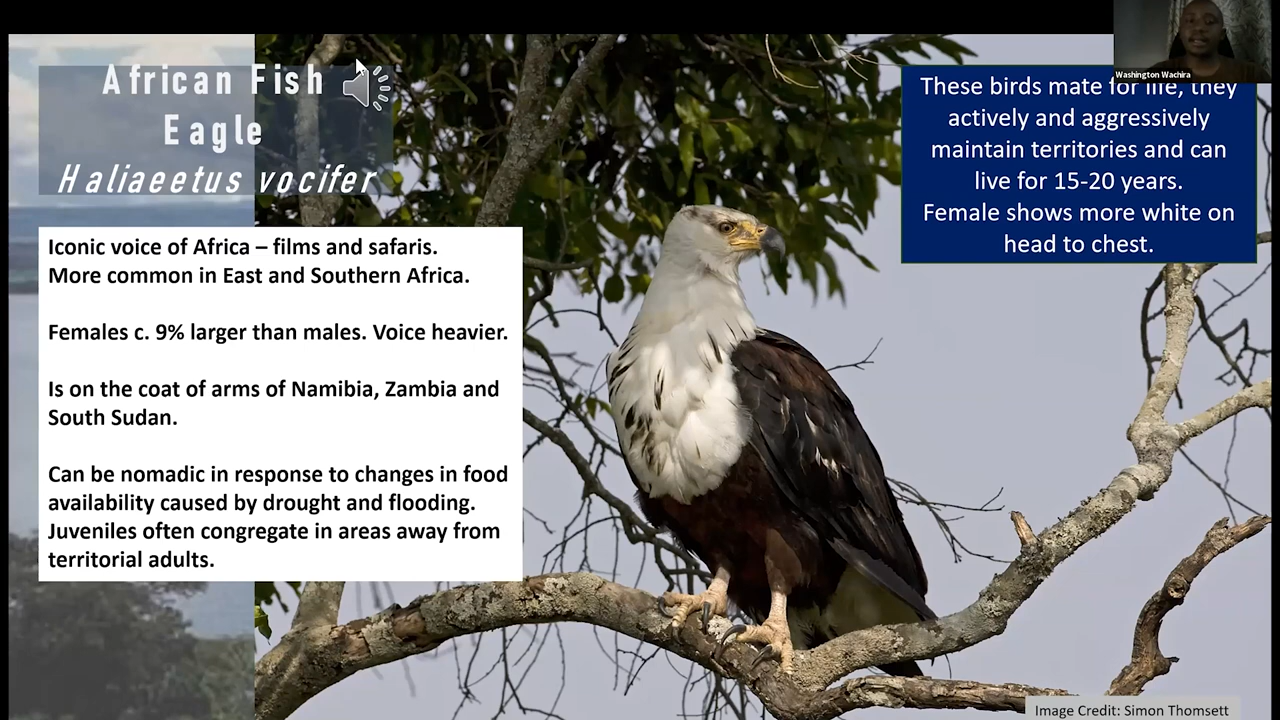 African Fish
Eagle
Haliaeetus vocifer
Iconic voice of Africa – films and safaris.
More common in East and Southern Africa.
Females c. 9% larger than males. Voice heavier.
Is on the coat of arms of Namibia, Zambia and
South Sudan.
Can be nomadic in response to changes in food
availability caused by drought and flooding.
Juveniles often congregate in areas away from
territorial adults.
Washington Wachira
These birds mate for life, they
actively and aggressively
maintain territories and can
live for 15-20 years.
Female shows more white on
head to chest.
Image Credit: Simon Thomsett